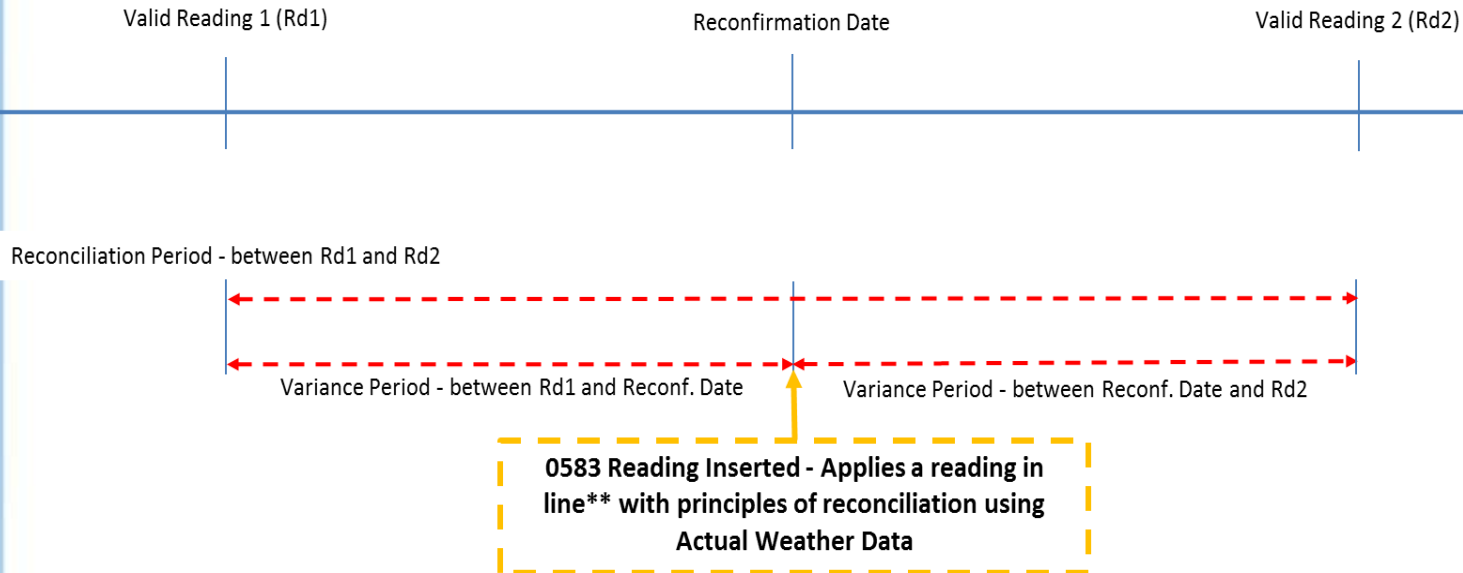 Valid Reading 1 (Rd1)
Reconfirmation Date
Valid Reading 2 (Rd2)
Reconciliation Period - between Rd1 and Rd2
Variance Period - between Rd1 and Reconf. Date
Variance Period - between Reconf. Date and Rd2
0583 Reading Inserted - Applies a reading in
line** with principles of reconciliation using
Actual Weather Data